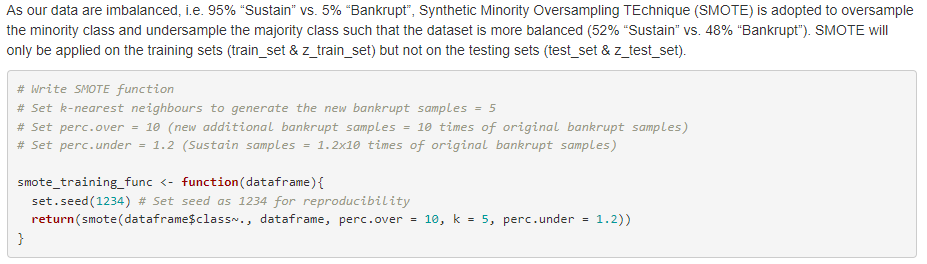 As our data are imbalanced, i.e. 95% “Sustain” vs. 5% “Bankrupt”, Synthetic Minority Oversampling TEchnique (SMOTE) is adopted to oversample
the minority class and undersample the majority class such that the dataset is more balanced (52% “Sustain” vs. 48% “Bankrupt”). SMOTE will
only be applied on the training sets (train_set & z_train_set) but not on the testing sets (test_set & z_test_set).
# Write SMOTE function
# Set k-nearest neighbours to generate the new bankrupt samples = 5
# Set perc.over = 10 (new additional bankrupt samples = 10 times of original bankrupt samples)
# Set perc.under = 1.2 (Sustain samples = 1.2x10 times of original bankrupt samples)
smote_training_func <- function(dataframe){
  set.seed(1234) # Set seed as 1234 for reproducibility
  return(smote(dataframe$class~., dataframe, perc.over = 10, k = 5, perc.under = 1.2))
}